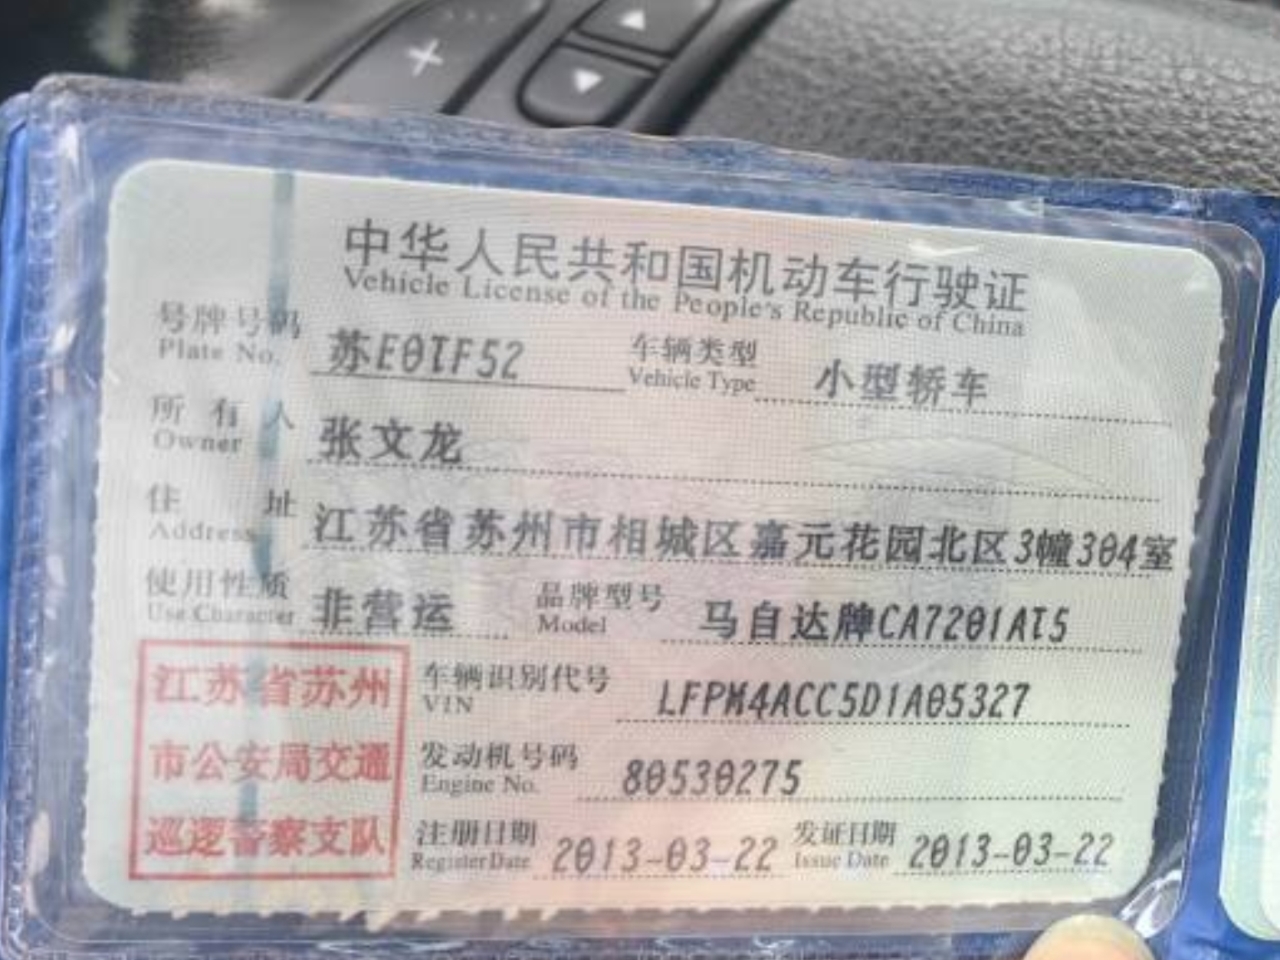 中华人民共和国机动车行驶证
Vehicle License of the People's Republic of China
号牌号码 苏E0TF52 车辆类型 小型轿车
Plate No. Vehicle Type
所有人 张文龙
Owner
住址 江苏省苏州市相城区嘉元花园北区3幢304室
Address
使用性质 非营运 品牌型号 马自达牌CA7201AT5
Use Character Model
车辆识别代号 LFPM4ACC5D1A05327
VIN
发动机号码 80530275
Engine No.
注册日期 2013-03-22 发证日期 2013-03-22
Register Date Issue Date
江苏省苏州
市公安局交通
巡逻警察支队